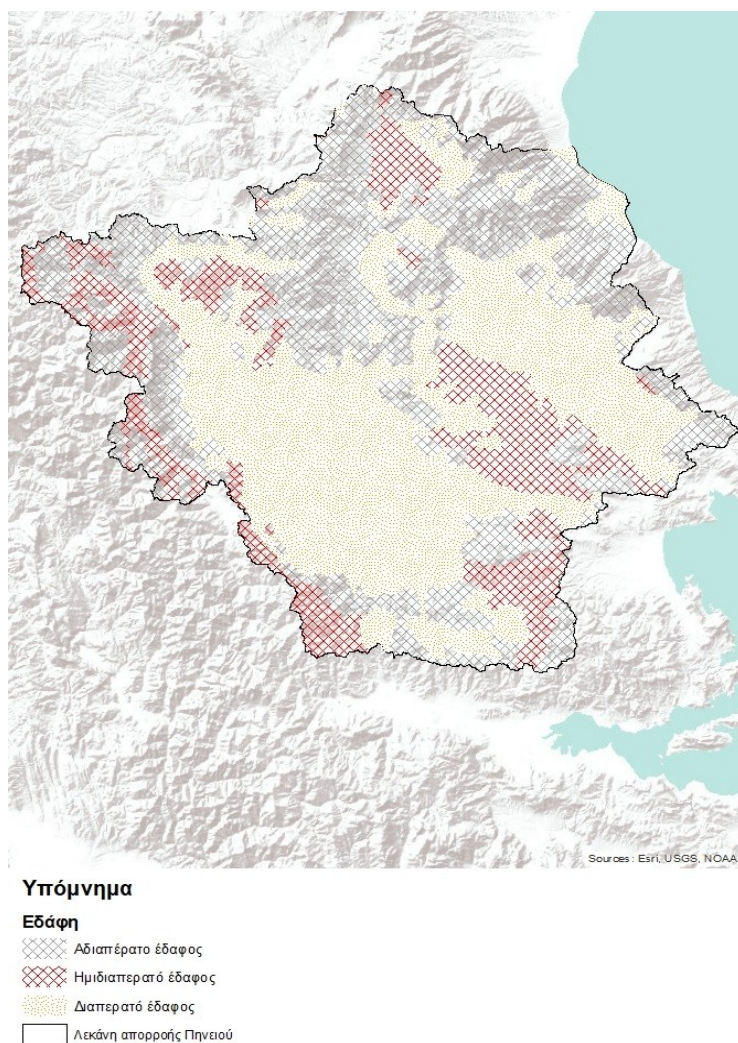 Sources: Esri, USGS, NOAA
Υπόμνημα
Εδάφη
Αδιαπέρατο έδαφος
Ημιδιαπερατό έδαφος
Διαπερατό έδαφος
Λεκάνη απορροής Πηνειού